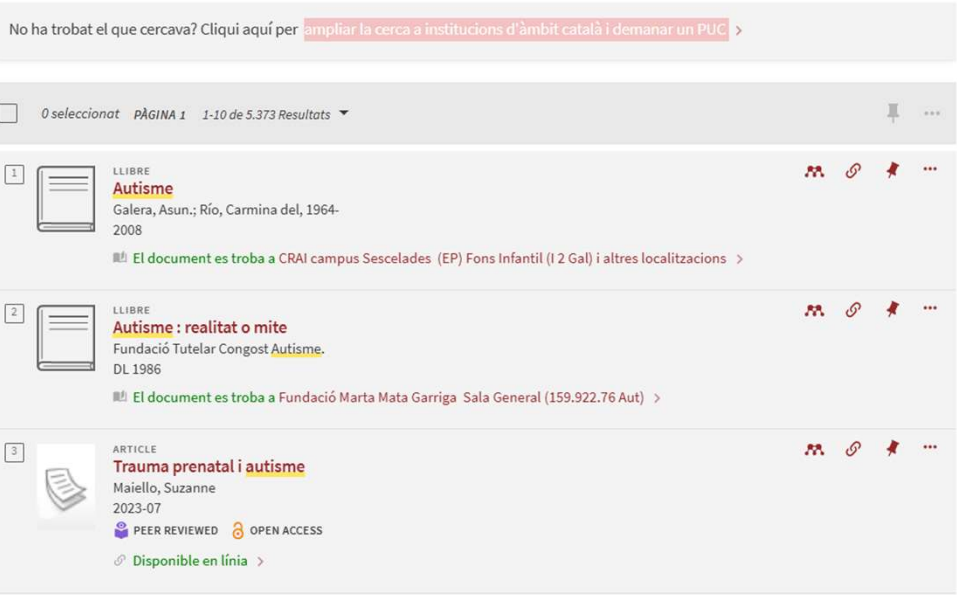 No ha trobat el que cercava? Cliqui aquí per ampliar la cerca a institucions d'àmbit català i demanar un PUC
0 seleccionat PÀGINA 1 1-10 de 5.373 Resultats
1
LLIBRE
Autisme
Galera, Asun.; Río, Carmina del, 1964-
2008
El document es troba a CRAI campus Sescelades (EP) Fons Infantil (I 2 Gal) i altres localitzacions
2
LLIBRE
Autisme : realitat o mite
Fundació Tutelar Congost Autisme.
DL 1986
El document es troba a Fundació Marta Mata Garriga Sala General (159.922.76 Aut)
3
ARTICLE
Trauma prenatal i autisme
Maiello, Suzanne
2023-07
PEER REVIEWED OPEN ACCESS
Disponible en línia